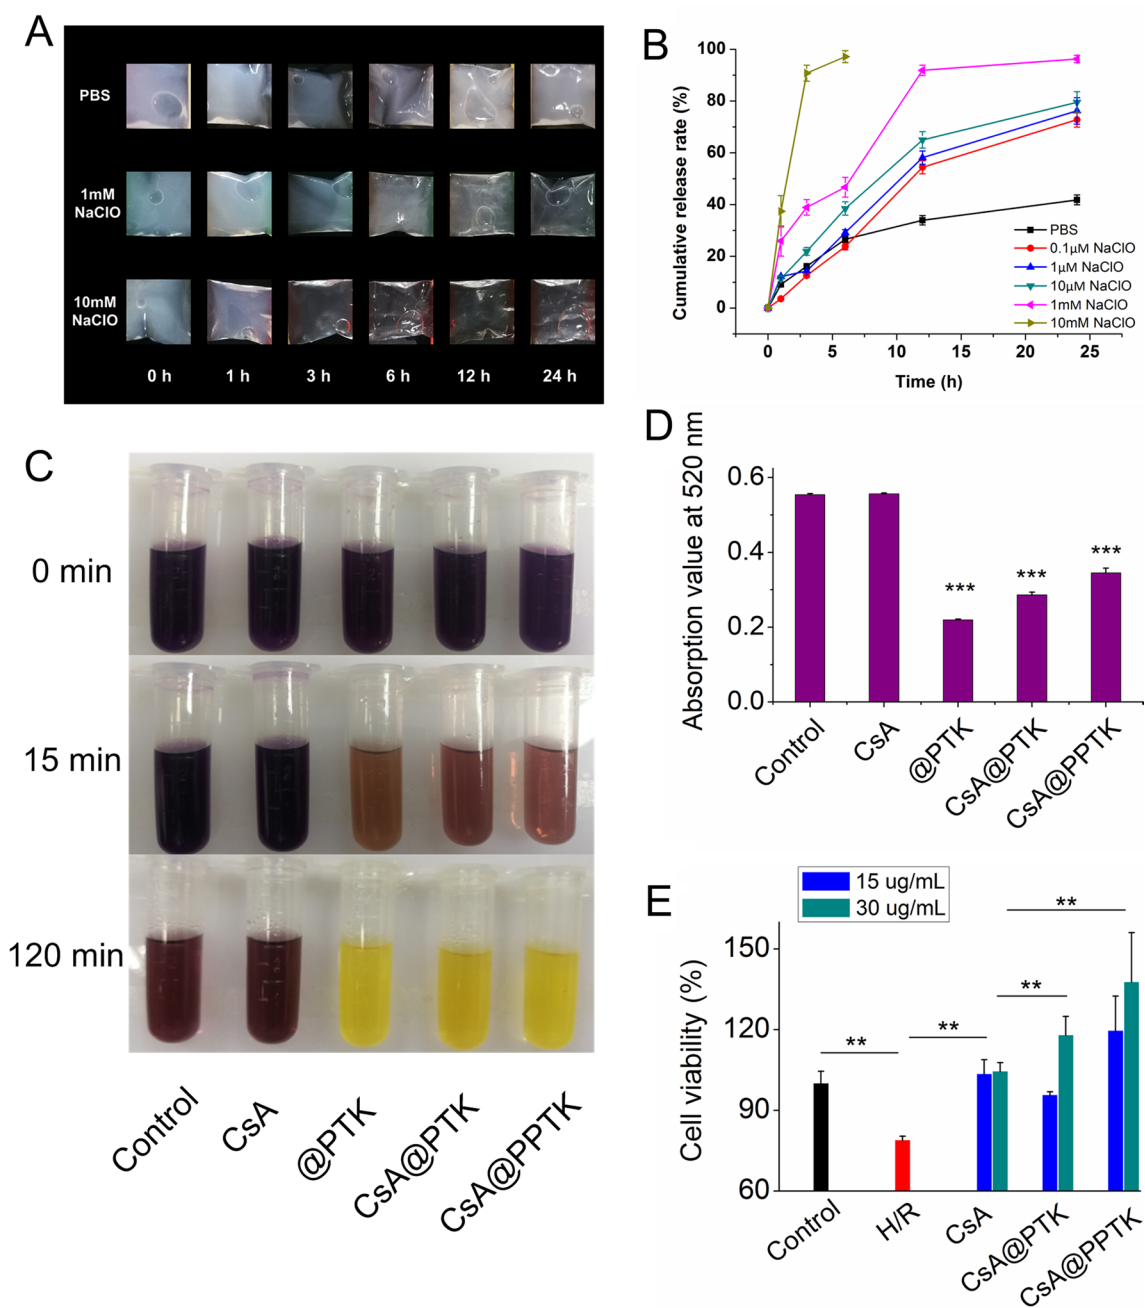 A
PBS
1mM
NaClO
10mM
NaClO
0 h
1 h
3 h
6 h
12 h
24 h
B
Cumulative release rate (%)
100
80
60
40
20
0
0
5
10
15
20
25
Time (h)
PBS
0.1μM NaClO
1μM NaClO
10μM NaClO
1mM NaClO
10mM NaClO
C
0 min
15 min
120 min
Control
CsA
@PTK
CsA@PTK
CsA@PPTK
D
Absorption value at 520 nm
0.6
0.4
0.2
0.0
***
***
***
Control
CsA
@PTK
CsA@PTK
CsA@PPTK
E
15 ug/mL
30 ug/mL
Cell viability (%)
150
120
90
60
**
**
**
**
Control
H/R
CsA
CsA@PTK
CsA@PPTK